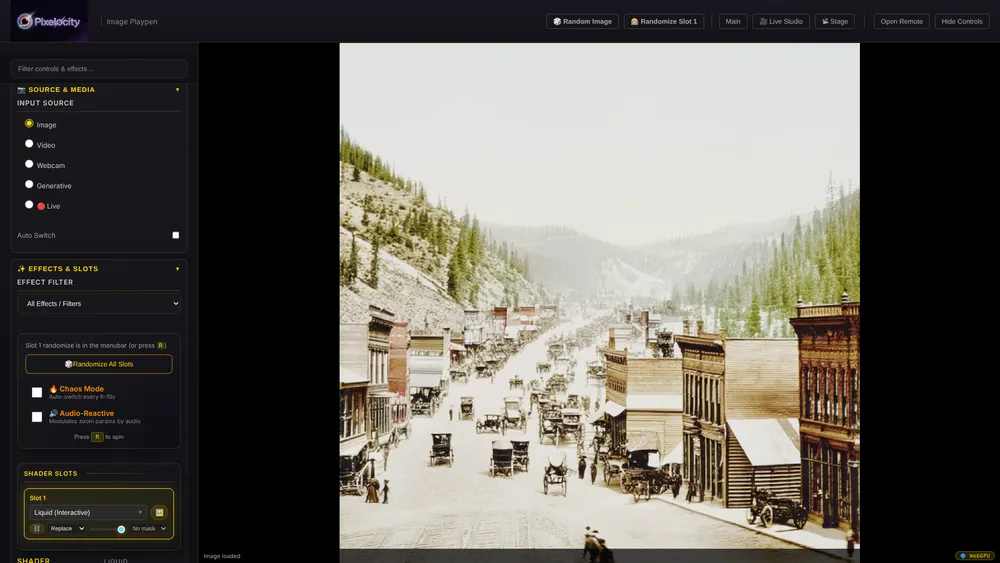 Pixelocity
Image Playpen
🎲 Random Image
🎰 Randomize Slot 1
Main
🎥 Live Studio
📽 Stage
Open Remote
Hide Controls
Filter controls & effects...
📷 SOURCE & MEDIA ▼
INPUT SOURCE
Image
Video
Webcam
Generative
🔴 Live
Auto Switch
✨ EFFECTS & SLOTS ▼
EFFECT FILTER
All Effects / Filters
Slot 1 randomize is in the menubar (or press R)
🎲Randomize All Slots
🔥 Chaos Mode
Auto-switch every 6–10s
🔊 Audio-Reactive
Modulates zoom params by audio
Press R to spin
SHADER SLOTS
Slot 1
Liquid (Interactive)
Replace
No mask
SHADER
LIQUID
Image loaded
🔷 WebGPU